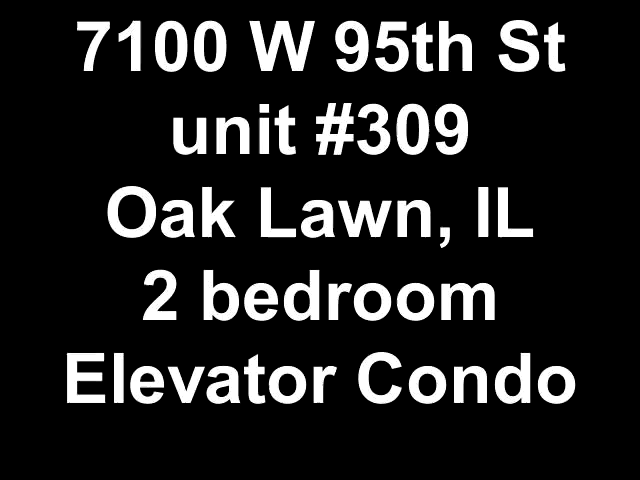 7100 W 95th St
unit #309
Oak Lawn, IL
2 bedroom
Elevator Condo